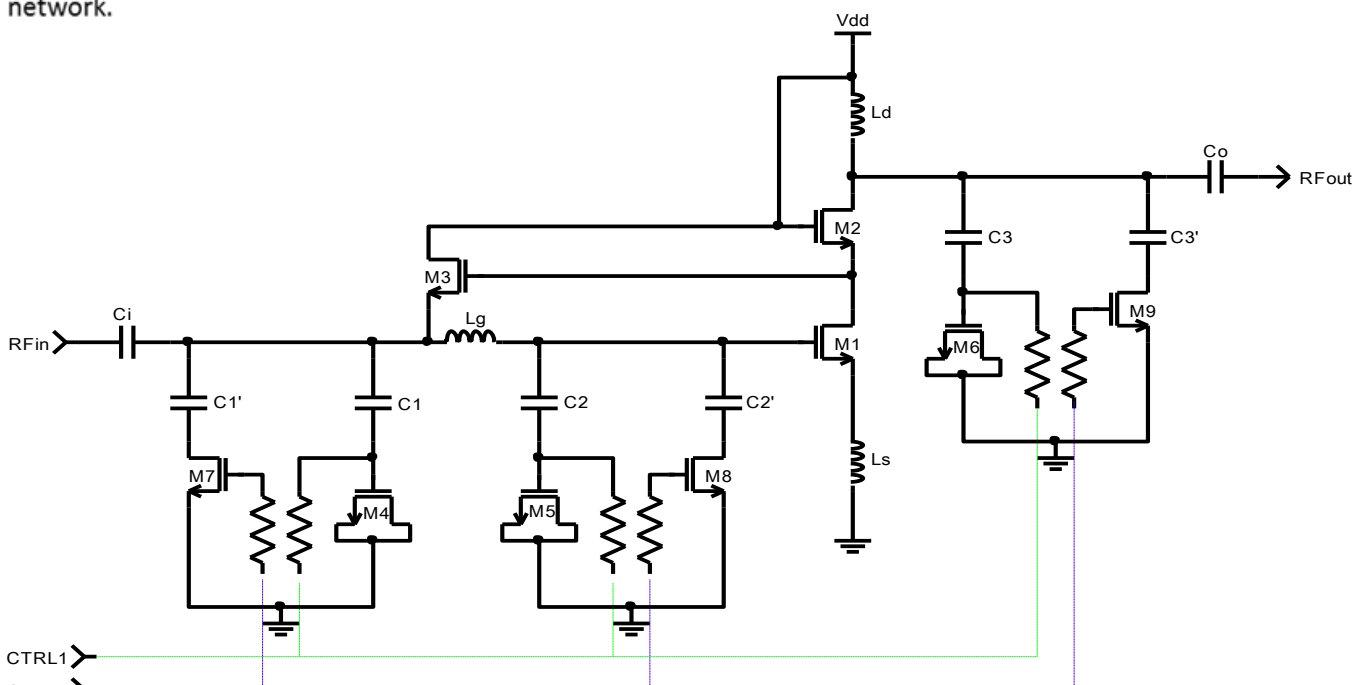 network.
Vdd
Ld
Co
RFout
M2
C3
C3'
M3
M9
Ci
Lg
RFin
M1
M6
C1'
C1
C2
C2'
Ls
M7
M8
M4
M5
CTRL1